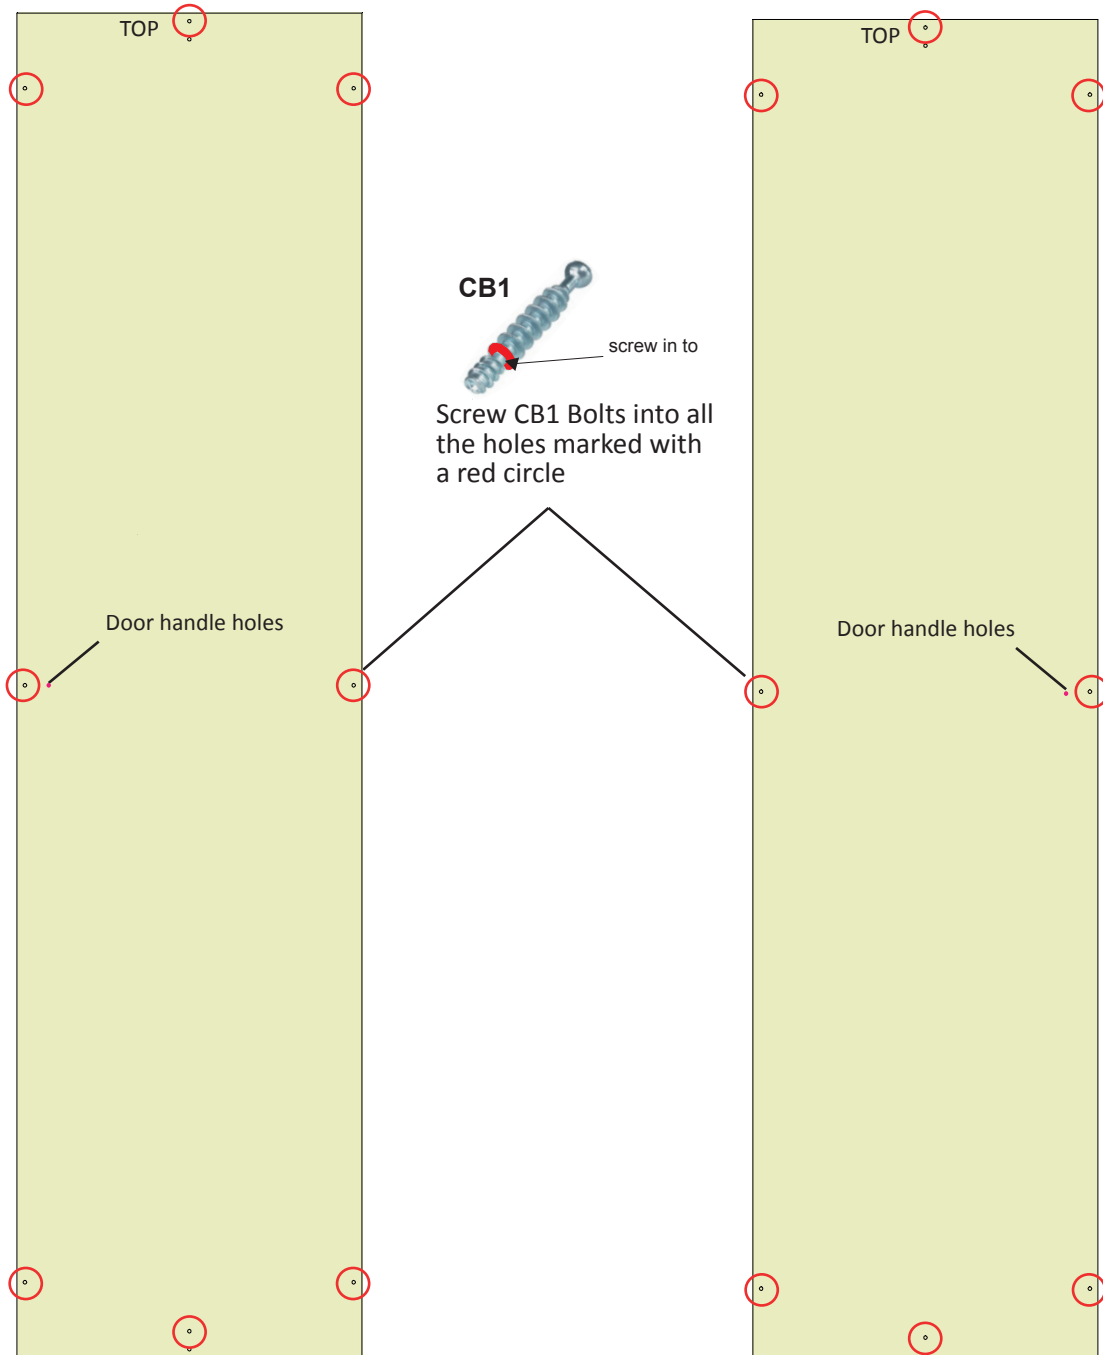 TOP
TOP
CB1
screw in to
Screw CB1 Bolts into all
the holes marked with
a red circle
Door handle holes
Door handle holes